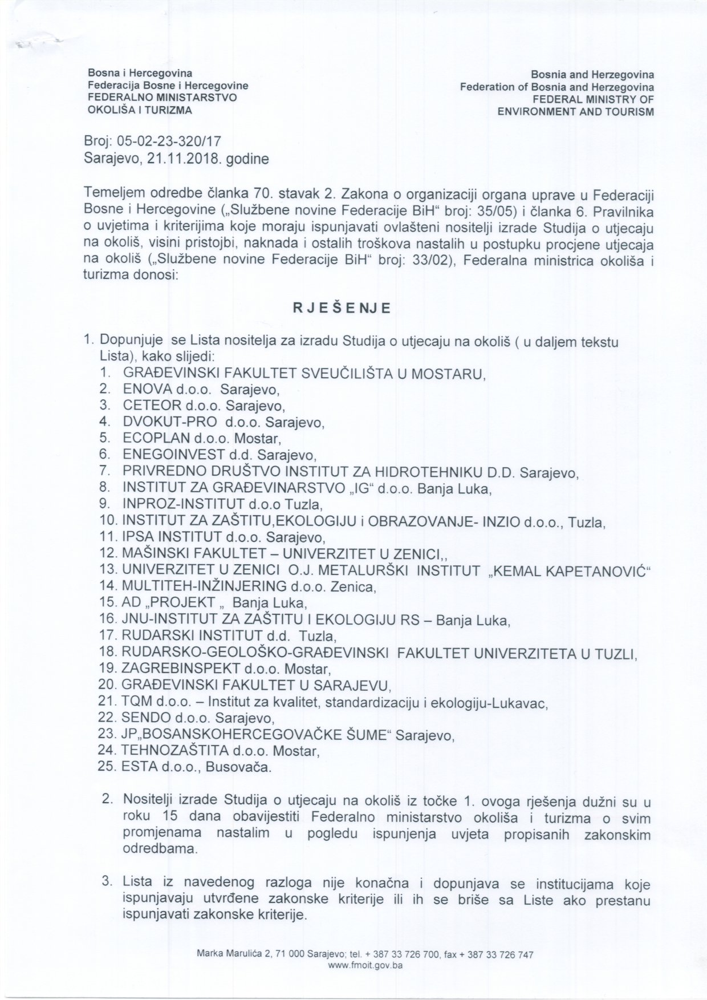 Bosna i Hercegovina
Federacija Bosne i Hercegovine
FEDERALNO MINISTARSTVO
OKOLIŠA I TURIZMA
Bosnia and Herzegovina
Federation of Bosnia and Herzegovina
FEDERAL MINISTRY OF
ENVIRONMENT AND TOURISM
Broj: 05-02-23-320/17
Sarajevo, 21.11.2018. godine
Temeljem odredbe članka 70. stavak 2. Zakona o organizaciji organa uprave u Federaciji
Bosne i Hercegovine („Službene novine Federacije BiH“ broj: 35/05) i članka 6. Pravilnika
o uvjetima i kriterijima koje moraju ispunjavati ovlašteni nositelji izrade Studija o utjecaju
na okoliš, visini pristojbi, naknada i ostalih troškova nastalih u postupku procjene utjecaja
na okoliš („Službene novine Federacije BiH“ broj: 33/02), Federalna ministrica okoliša i
turizma donosi:
R J E Š E NJ E
1. Dopunjuje se Lista nositelja za izradu Studija o utjecaju na okoliš ( u daljem tekstu
Lista), kako slijedi:
1. GRAĐEVINSKI FAKULTET SVEUČILIŠTA U MOSTARU,
2. ENOVA d.o.o. Sarajevo,
3. CETEOR d.o.o. Sarajevo,
4. DVOKUT-PRO d.o.o. Sarajevo,
5. ECOPLAN d.o.o. Mostar,
6. ENEGOINVEST d.d. Sarajevo,
7. PRIVREDNO DRUŠTVO INSTITUT ZA HIDROTEHNIKU D.D. Sarajevo,
8. INSTITUT ZA GRAĐEVINARSTVO „IG“ d.o.o. Banja Luka,
9. INPROZ-INSTITUT d.o.o Tuzla,
10. INSTITUT ZA ZAŠTITU,EKOLOGIJU i OBRAZOVANJE- INZIO d.o.o., Tuzla,
11. IPSA INSTITUT d.o.o. Sarajevo,
12. MAŠINSKI FAKULTET – UNIVERZITET U ZENICI,,
13. UNIVERZITET U ZENICI O.J. METALURŠKI INSTITUT „KEMAL KAPETANOVIĆ“
14. MULTITEH-INŽINJERING d.o.o. Zenica,
15. AD „PROJEKT „ Banja Luka,
16. JNU-INSTITUT ZA ZAŠTITU I EKOLOGIJU RS – Banja Luka,
17. RUDARSKI INSTITUT d.d. Tuzla,
18. RUDARSKO-GEOLOŠKO-GRAĐEVINSKI FAKULTET UNIVERZITETA U TUZLI,
19. ZAGREBINSPEKT d.o.o. Mostar,
20. GRAĐEVINSKI FAKULTET U SARAJEVU,
21. TQM d.o.o. – Institut za kvalitet, standardizaciju i ekologiju-Lukavac,
22. SENDO d.o.o. Sarajevo,
23. JP„BOSANSKOHERCEGOVAČKE ŠUME“ Sarajevo,
24. TEHNOZAŠTITA d.o.o. Mostar,
25. ESTA d.o.o., Busovača.
2. Nositelji izrade Studija o utjecaju na okoliš iz točke 1. ovoga rješenja dužni su u
roku 15 dana obavijestiti Federalno ministarstvo okoliša i turizma o svim
promjenama nastalim u pogledu ispunjenja uvjeta propisanih zakonskim
odredbama.
3. Lista iz navedenog razloga nije konačna i dopunjava se institucijama koje
ispunjavaju utvrđene zakonske kriterije ili ih se briše sa Liste ako prestanu
ispunjavati zakonske kriterije.
Marka Marulića 2, 71 000 Sarajevo; tel. + 387 33 726 700, fax + 387 33 726 747
www.fmoit.gov.ba